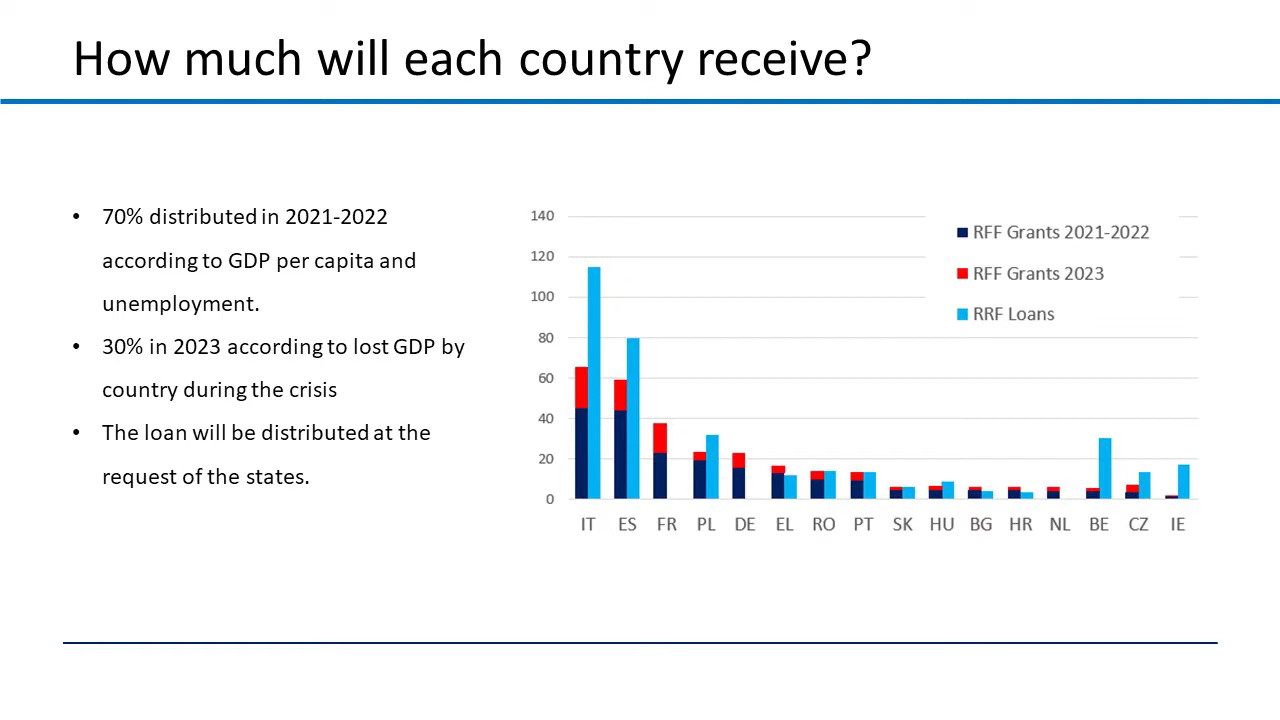 How much will each country receive?
• 70% distributed in 2021-2022
according to GDP per capita and
unemployment.
• 30% in 2023 according to lost GDP by
country during the crisis
• The loan will be distributed at the
request of the states.
140
120
100
80
60
40
20
0
RFF Grants 2021-2022
RFF Grants 2023
RRF Loans
IT ES FR PL DE EL RO PT SK HU BG HR NL BE CZ IE